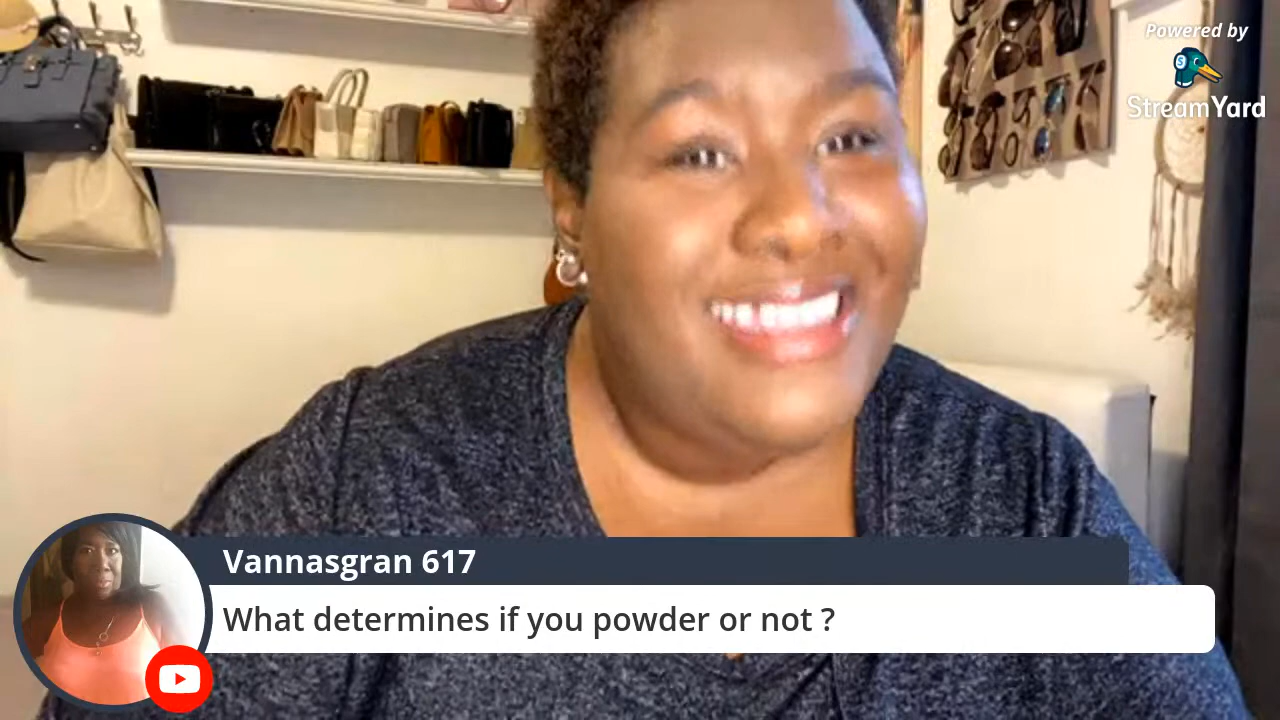 Powered by
StreamYard
Vannasgran 617
What determines if you powder or not ?